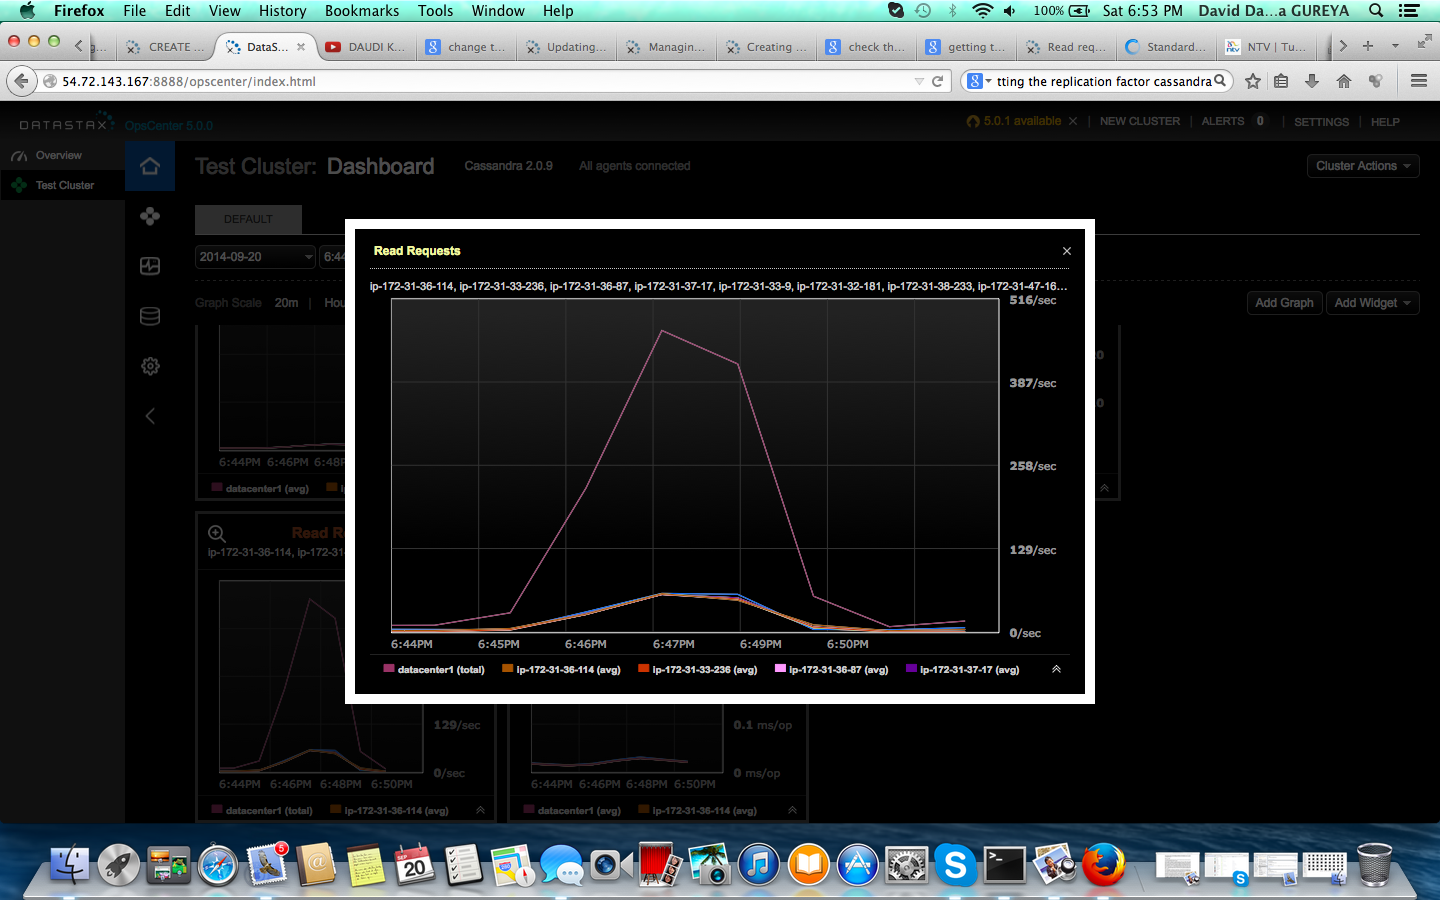 Firefox File Edit View History Bookmarks Tools Window Help 100% Sat 6:53 PM David Da...a GUREYA
g... CREATE ... DataS... DAUDI K... change t... Updating... Managin... Creating ... check th... getting t... Read req... Standard... NTV | Tu...
54.72.143.167:8888/opscenter/index.html tting the replication factor cassandra
DATASTAX OpsCenter 5.0.0 5.0.1 available × | NEW CLUSTER | ALERTS 0 | SETTINGS | HELP
Overview
Test Cluster
Test Cluster: Dashboard Cassandra 2.0.9 All agents connected Cluster Actions
DEFAULT
2014-09-20 6:4
Graph Scale 20m | Hou Add Graph Add Widget
Read Requests ×
ip-172-31-36-114, ip-172-31-33-236, ip-172-31-36-87, ip-172-31-37-17, ip-172-31-33-9, ip-172-31-32-181, ip-172-31-38-233, ip-172-31-47-16...
516/sec
387/sec
258/sec
129/sec
0/sec
6:44PM 6:45PM 6:46PM 6:47PM 6:49PM 6:50PM
datacenter1 (total) ip-172-31-36-114 (avg) ip-172-31-33-236 (avg) ip-172-31-36-87 (avg) ip-172-31-37-17 (avg)
6:44PM 6:46PM 6:48P
datacenter1 (avg)
Read R
ip-172-31-36-114, ip-172-31
129/sec
0/sec
6:44PM 6:46PM 6:48PM 6:50PM
datacenter1 (total) ip-172-31-36-114 (avg)
0.1 ms/op
0 ms/op
6:44PM 6:46PM 6:48PM 6:50PM
datacenter1 (avg) ip-172-31-36-114 (avg)
5
SEP
20